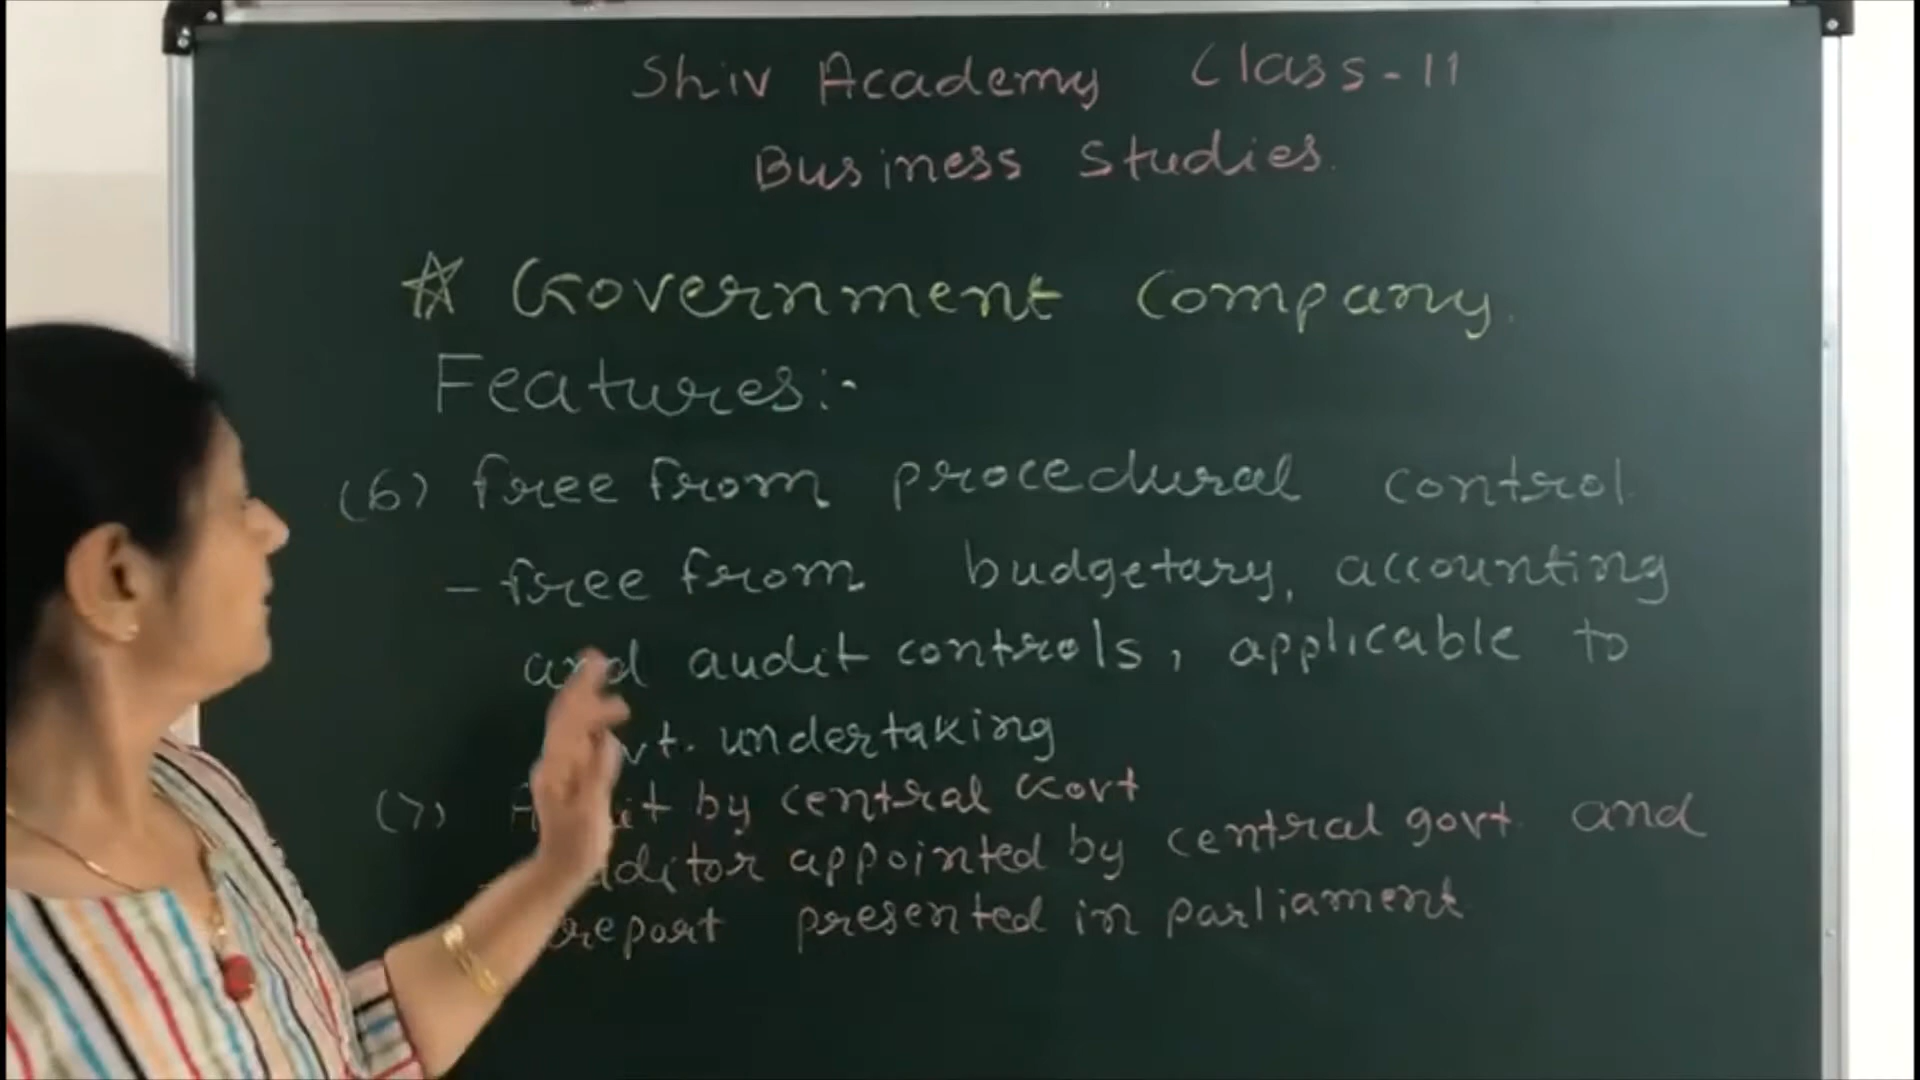 Shiv Academy Class-11
Business Studies.
☆ Government Company.
Features:-
(6) free from procedural control.
- free from budgetary, accounting
and audit controls, applicable to
undertaking
(7) by central Govt
appointed by central govt. and
report presented in parliament